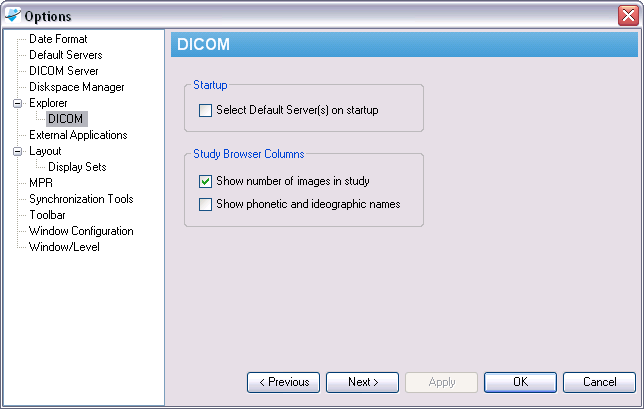 Options
Date Format
Default Servers
DICOM Server
Diskspace Manager
Explorer
DICOM
External Applications
Layout
Display Sets
MPR
Synchronization Tools
Toolbar
Window Configuration
Window/Level
DICOM
Startup
Select Default Server(s) on startup
Study Browser Columns
Show number of images in study
Show phonetic and ideographic names
< Previous
Next >
Apply
OK
Cancel